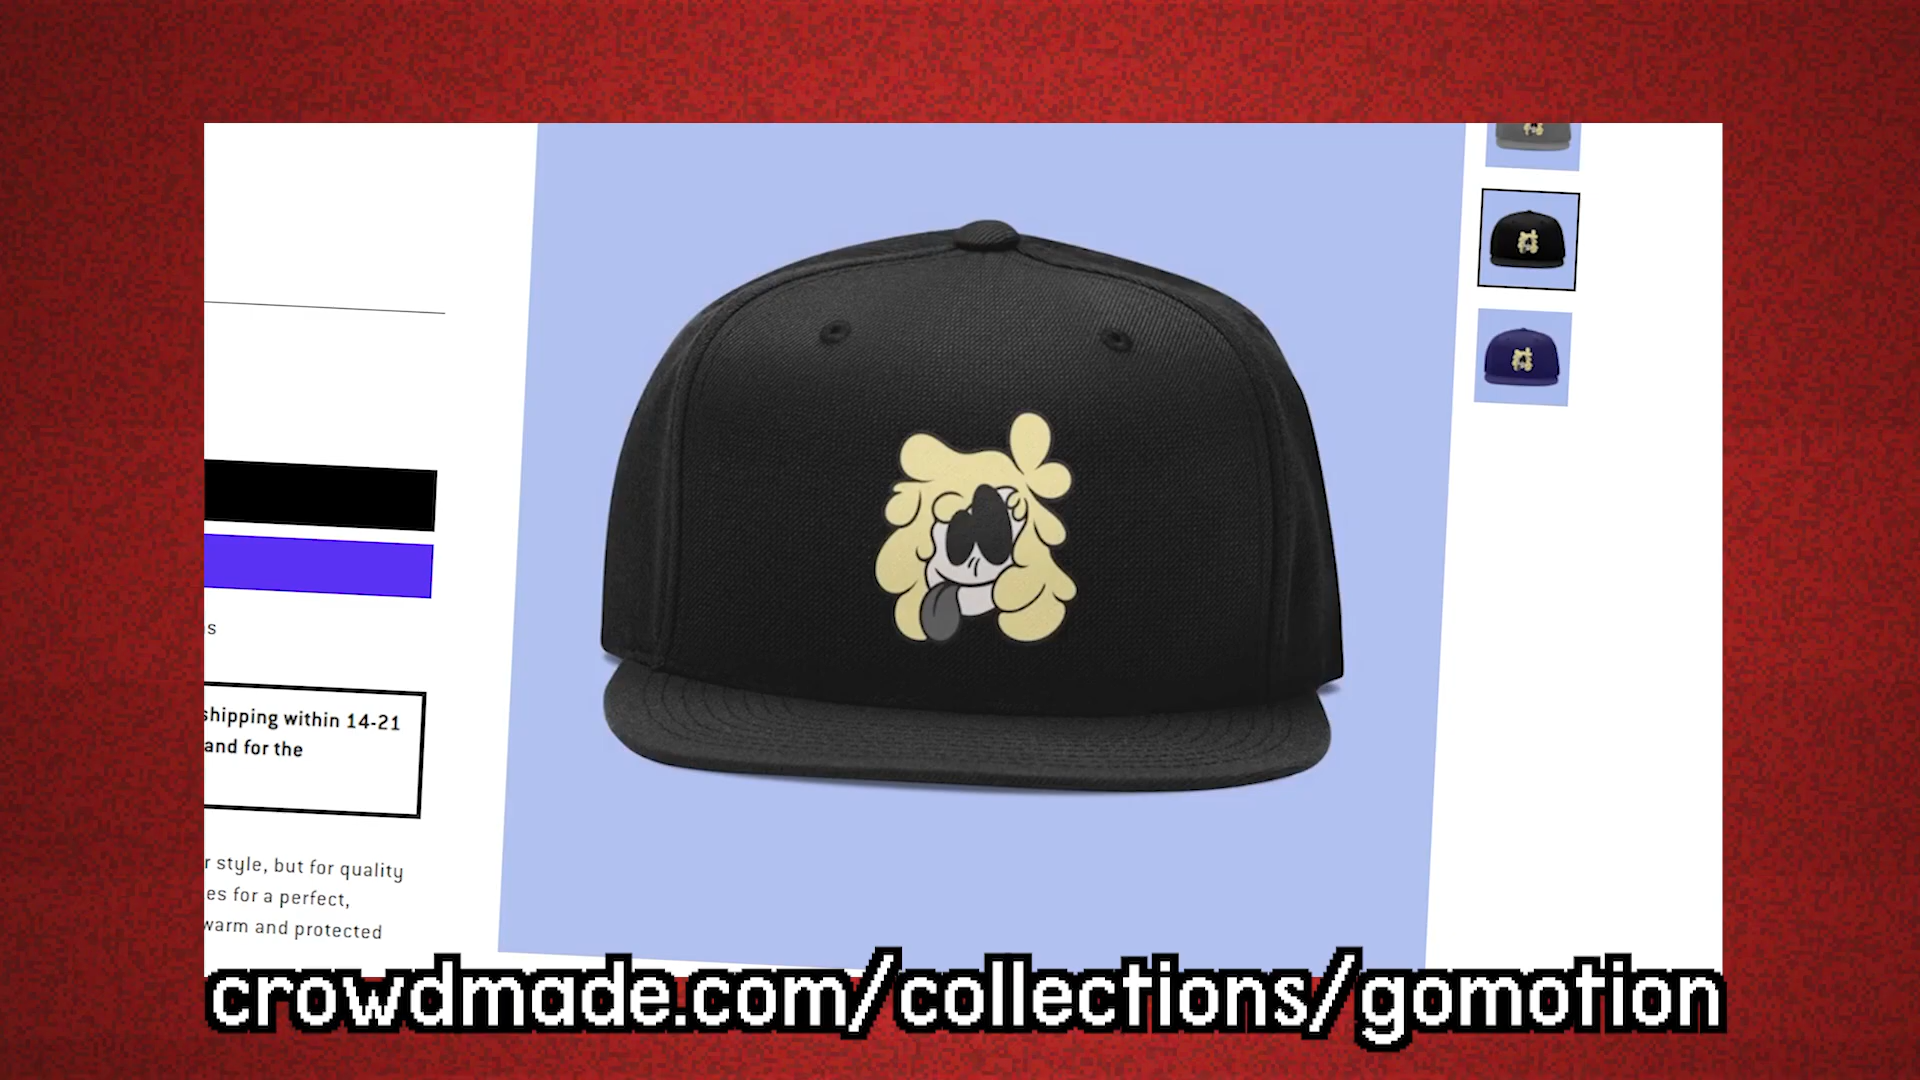 s
shipping within 14-21
and for the
r style, but for quality
es for a perfect,
warm and protected
crowdmade.com/collections/gomotion